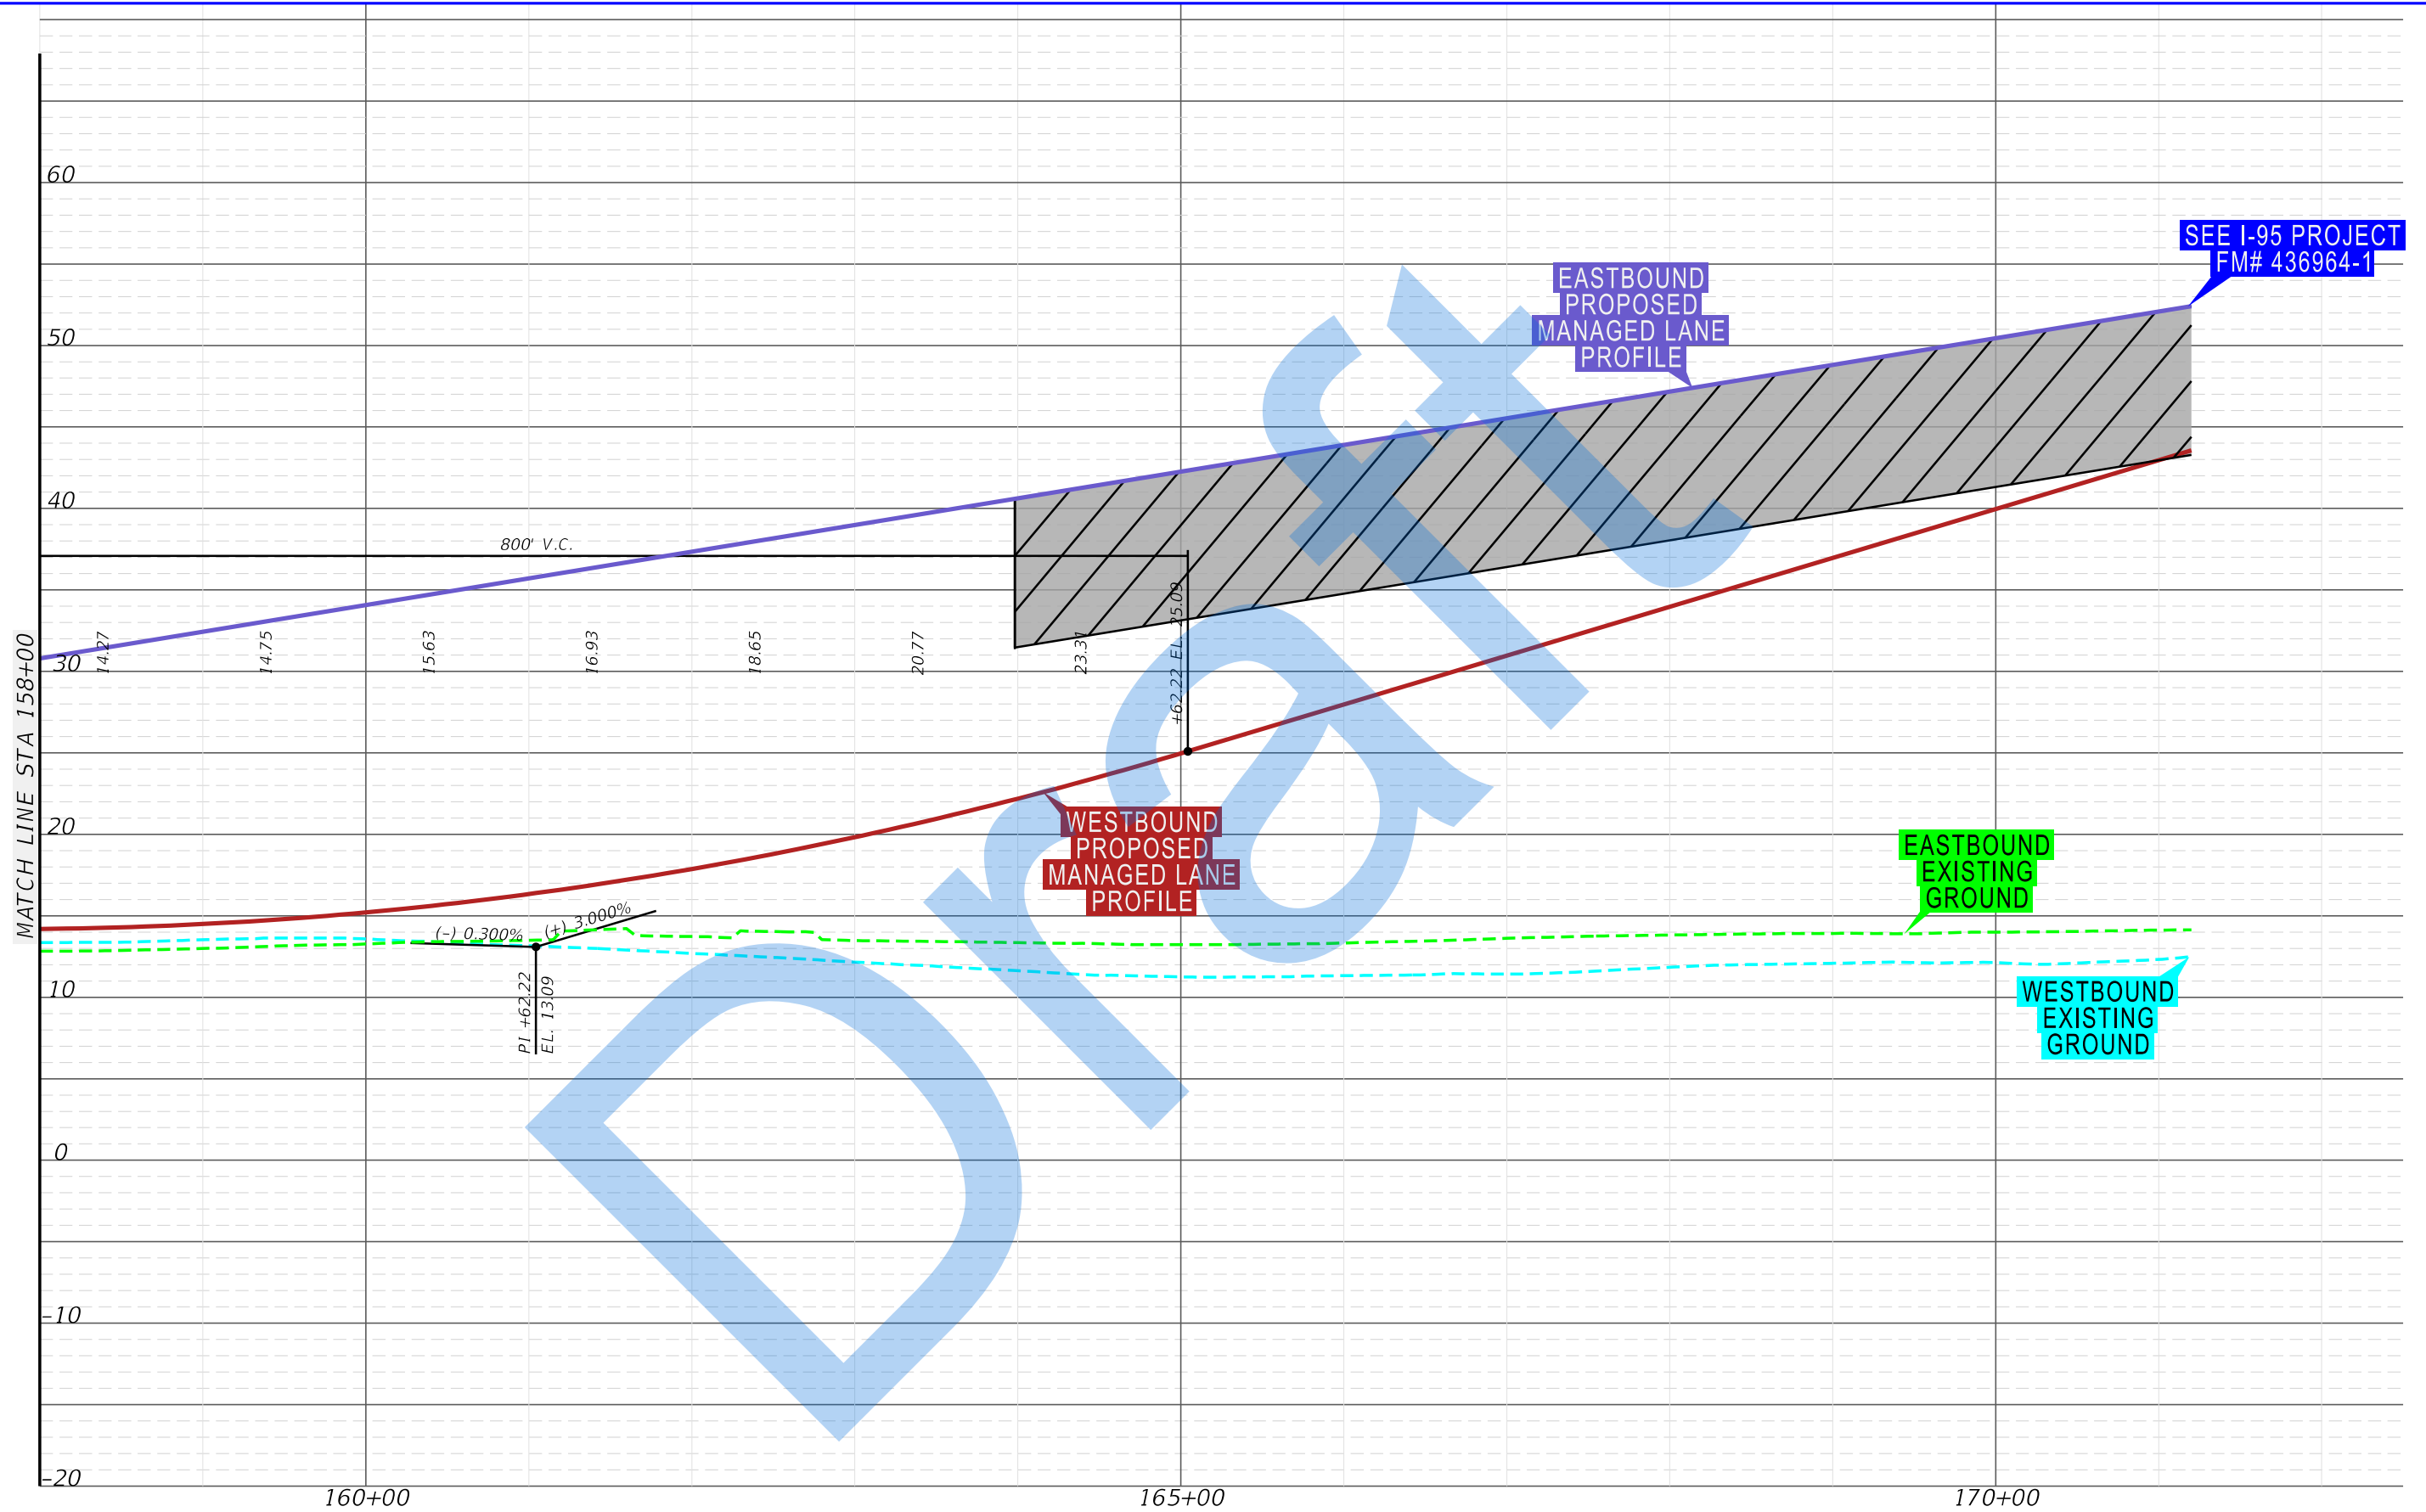 60
SEE I-95 PROJECT
FM# 436964-1
EASTBOUND
PROPOSED
MANAGED LANE
PROFILE
50
40
800' V.C.
30
14.27
14.75
15.63
16.93
18.65
20.77
23.31
+62.22 EL. 25.09
MATCH LINE STA 158+00
20
WESTBOUND
PROPOSED
MANAGED LANE
PROFILE
EASTBOUND
EXISTING
GROUND
(-) 0.300%
(+) 3.000%
PI +62.22
EL. 13.09
10
WESTBOUND
EXISTING
GROUND
0
-10
-20
160+00
165+00
170+00
Draft